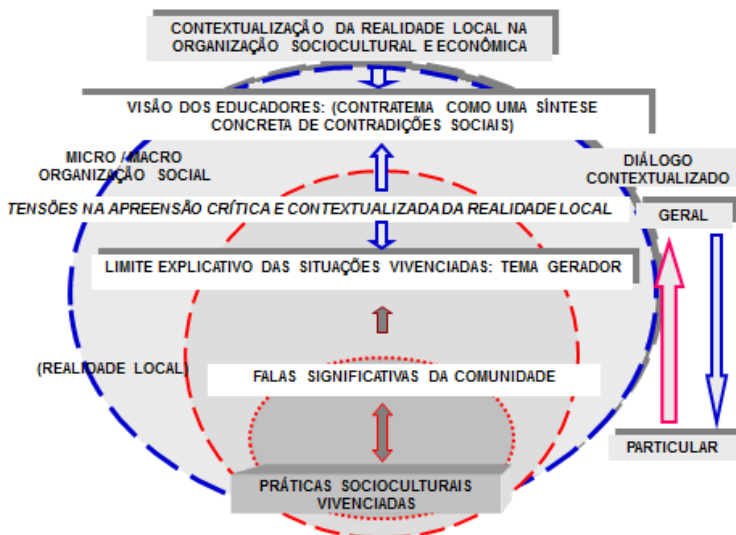 CONTEXTUALIZAÇÃO DA REALIDADE LOCAL NA
ORGANIZAÇÃO SOCIOCULTURAL E ECONÔMICA
VISÃO DOS EDUCADORES: (CONTRATEMA COMO UMA SÍNTESE
CONCRETA DE CONTRADIÇÕES SOCIAIS)
MICRO / MACRO
ORGANIZAÇÃO SOCIAL
DIÁLOGO
CONTEXTUALIZADO
TENSÕES NA APREENSÃO CRÍTICA E CONTEXTUALIZADA DA REALIDADE LOCAL
GERAL
LIMITE EXPLICATIVO DAS SITUAÇÕES VIVENCIADAS: TEMA GERADOR
(REALIDADE LOCAL)
FALAS SIGNIFICATIVAS DA COMUNIDADE
PARTICULAR
PRÁTICAS SOCIOCULTURAIS
VIVENCIADAS